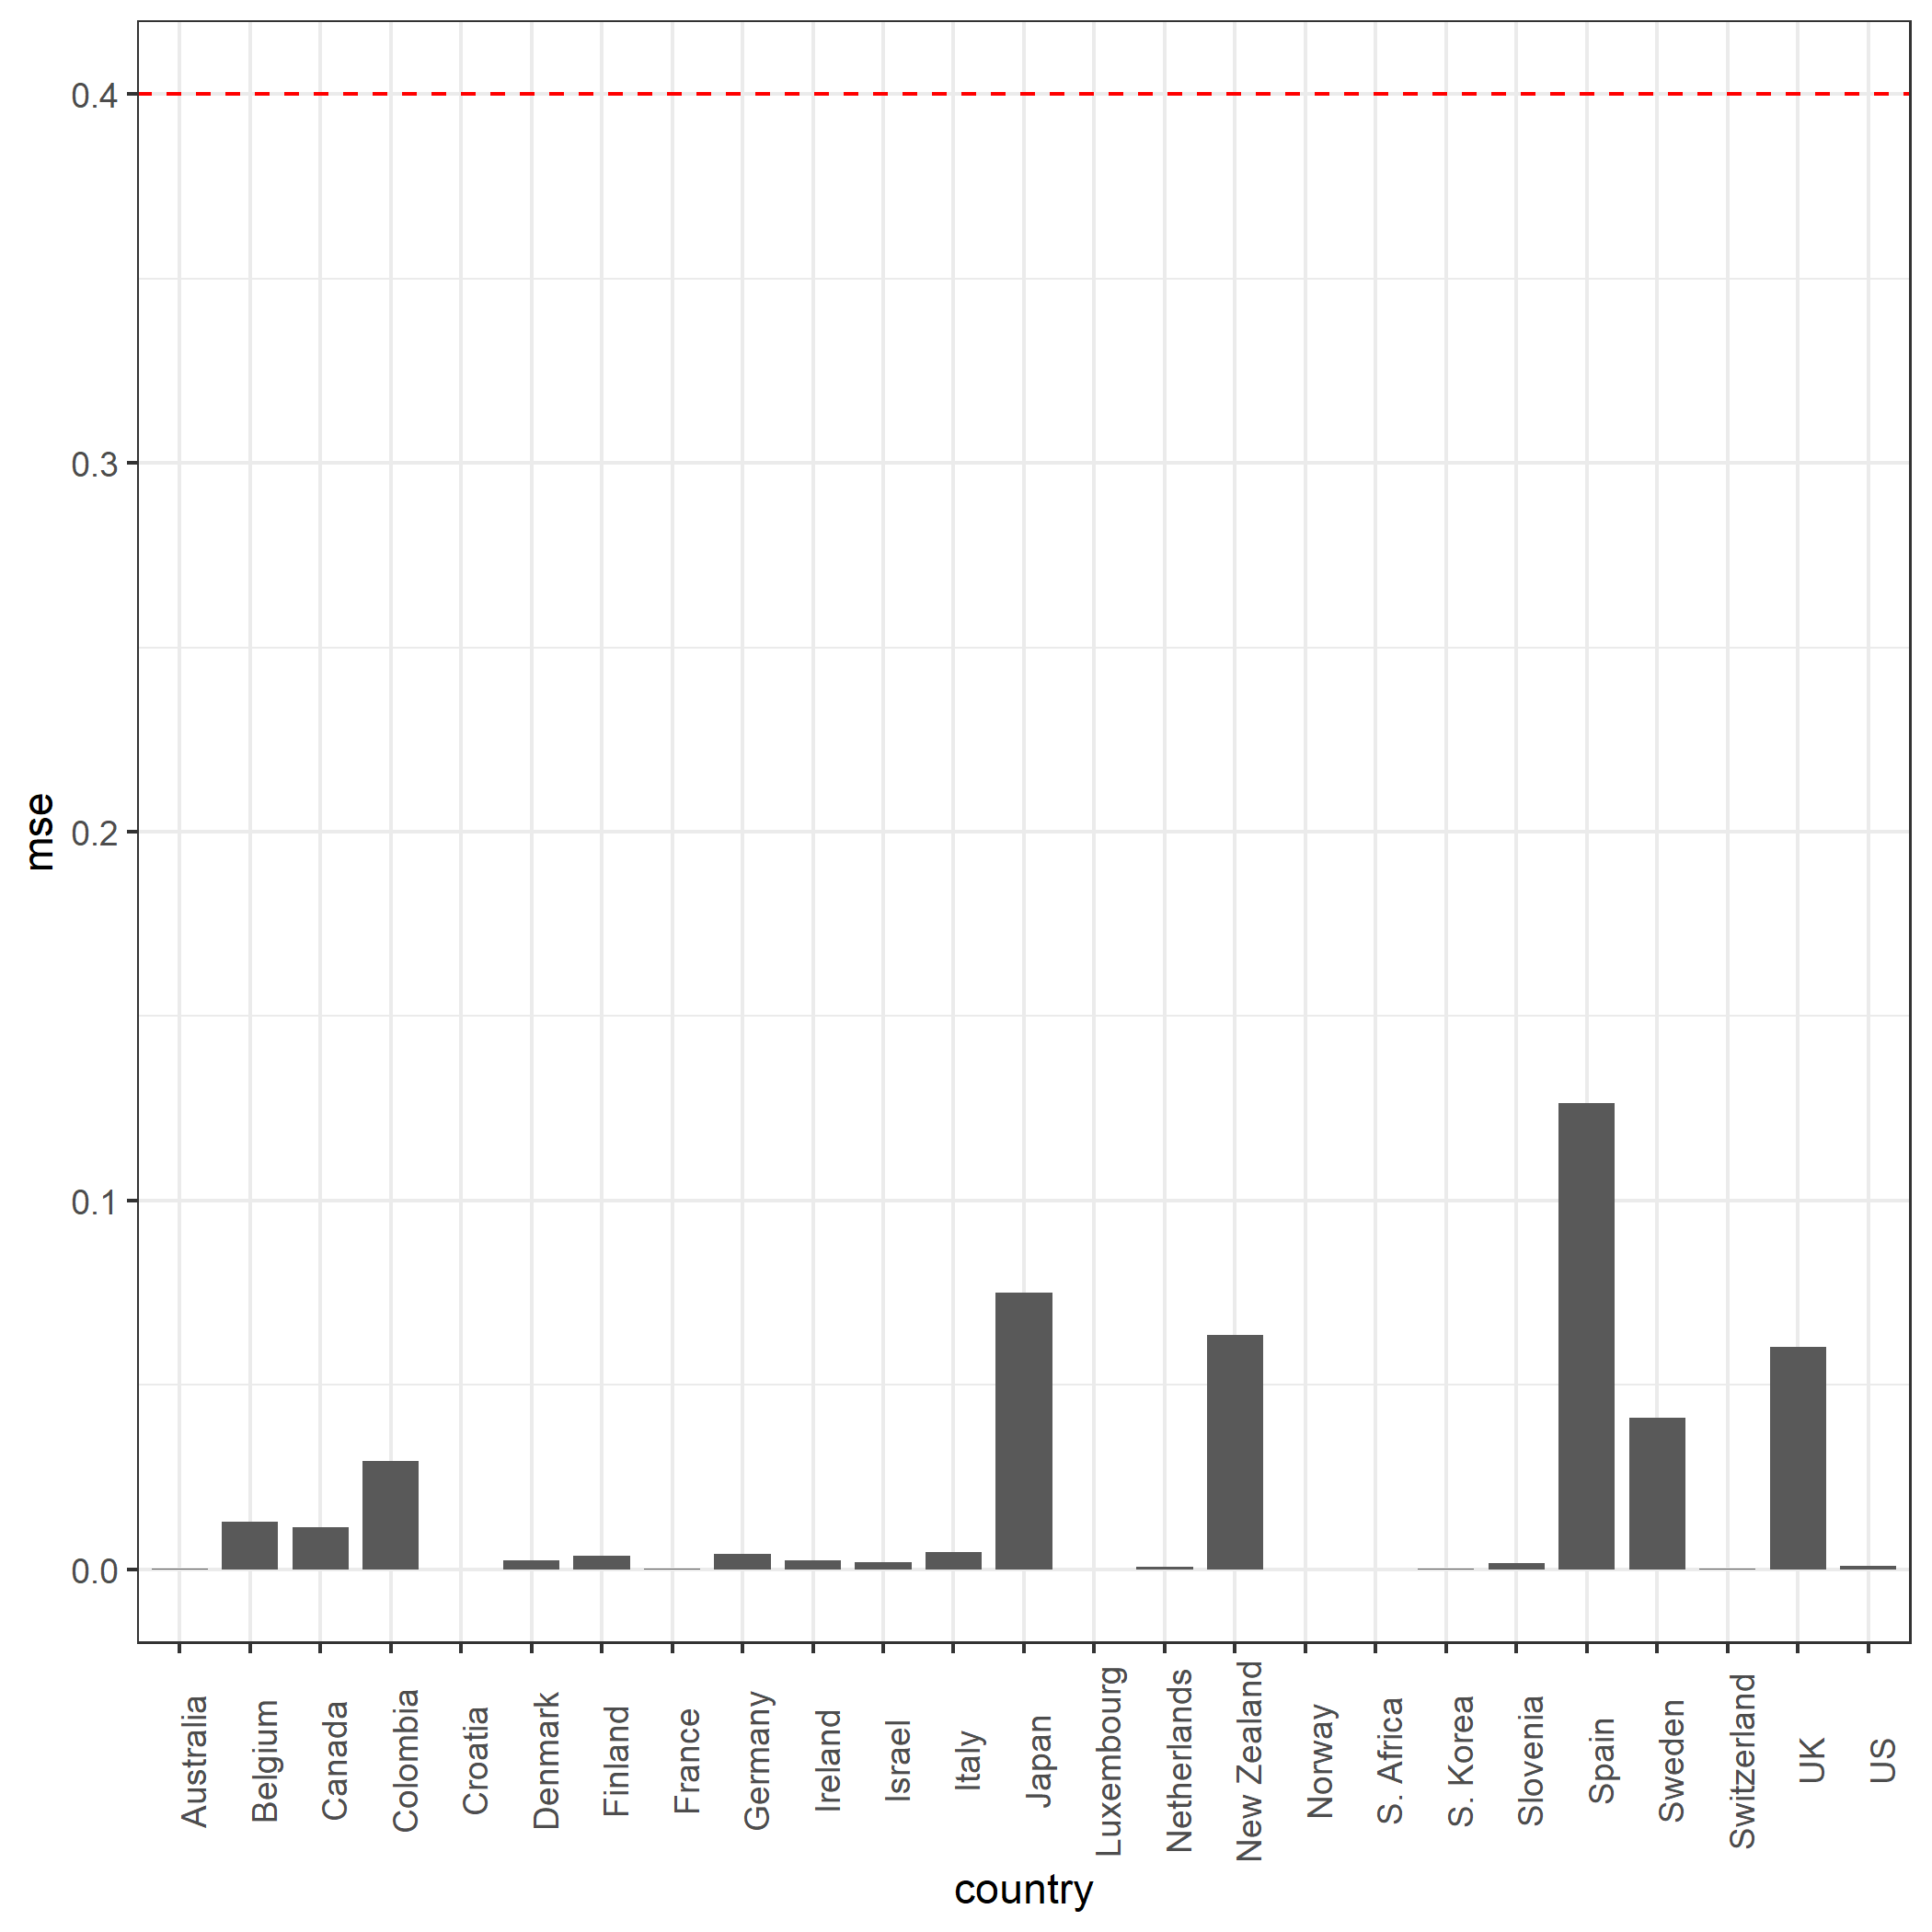 mse
0.4
0.3
0.2
0.1
0.0
Australia
Belgium
Canada
Colombia
Croatia
Denmark
Finland
France
Germany
Ireland
Israel
Italy
Japan
Luxembourg
Netherlands
New Zealand
Norway
S. Africa
S. Korea
Slovenia
Spain
Sweden
Switzerland
UK
US
country